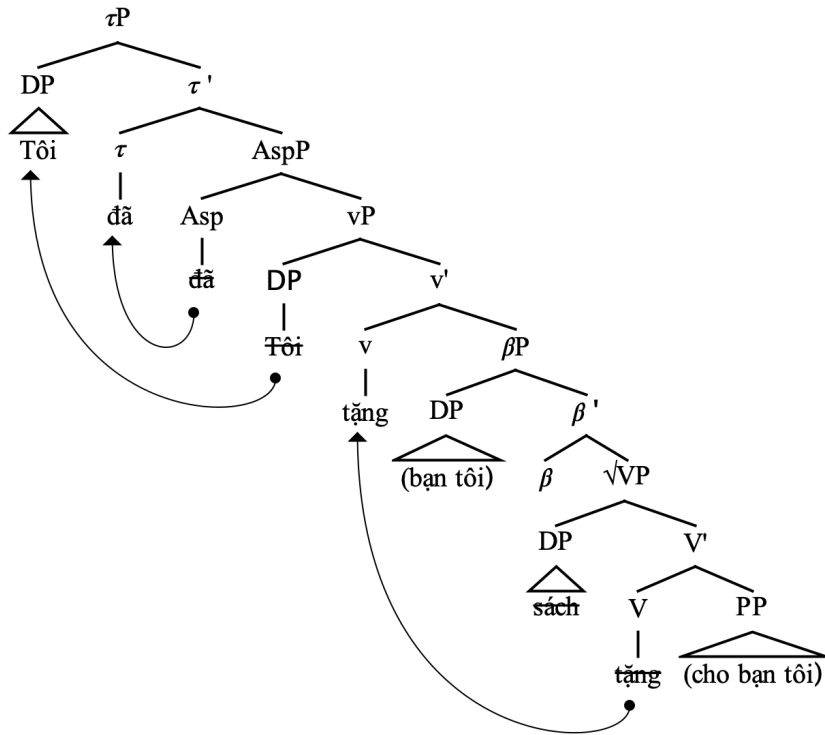 τP
DP τ '
Tôi τ AspP
đã Asp vP
đã DP v'
Tôi v βP
tặng DP β '
(bạn tôi) β √VP
DP V'
sách V PP
tặng (cho bạn tôi)